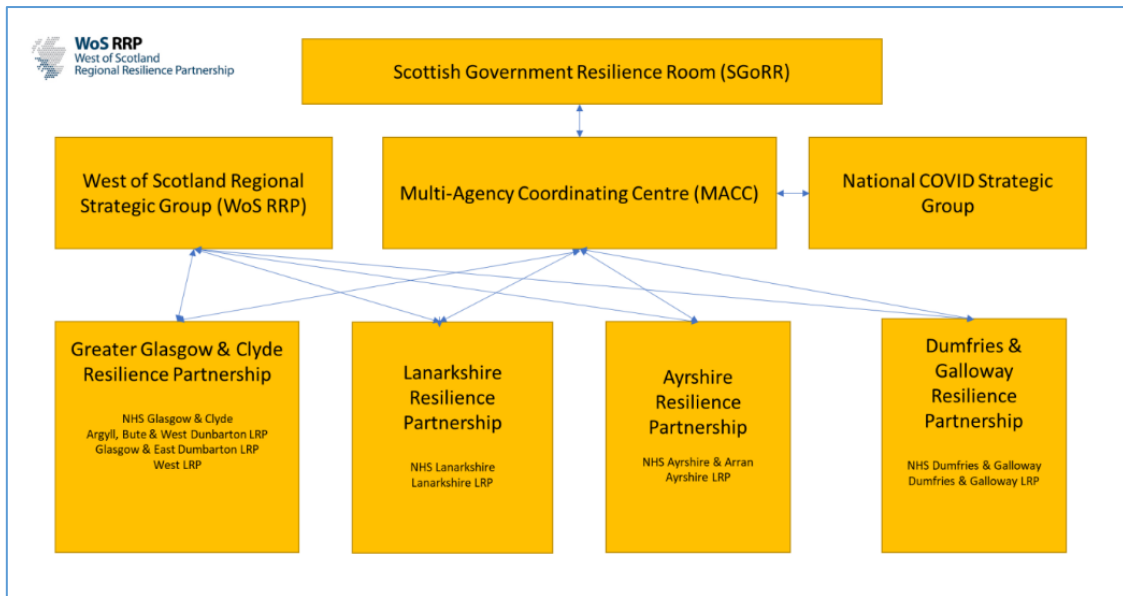 WoS RRP
West of Scotland
Regional Resilience Partnership
Scottish Government Resilience Room (SGoRR)
West of Scotland Regional
Strategic Group (WoS RRP)
Multi-Agency Coordinating Centre (MACC)
National COVID Strategic
Group
Greater Glasgow & Clyde
Resilience Partnership
NHS Glasgow & Clyde
Argyll, Bute & West Dunbarton LRP
Glasgow & East Dumbarton LRP
West LRP
Lanarkshire
Resilience
Partnership
NHS Lanarkshire
Lanarkshire LRP
Ayrshire
Resilience
Partnership
NHS Ayrshire & Arran
Ayrshire LRP
Dumfries &
Galloway
Resilience
Partnership
NHS Dumfries & Galloway
Dumfries & Galloway LRP